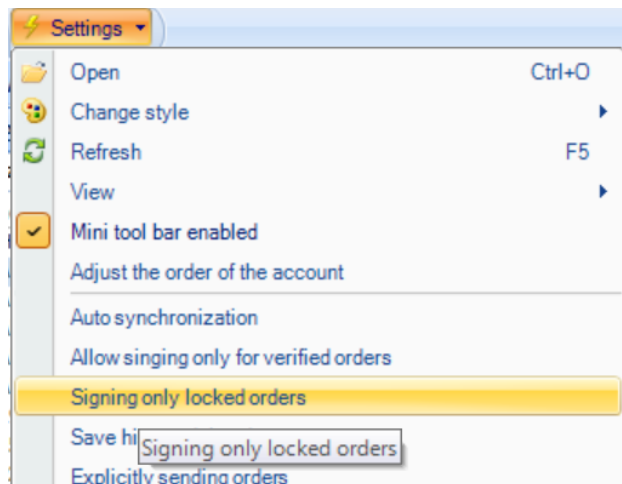 Settings
Open Ctrl+O
Change style
Refresh F5
View
Mini tool bar enabled
Adjust the order of the account
Auto synchronization
Allow singing only for verified orders
Signing only locked orders
Save
Signing only locked orders
Explicitly sending orders